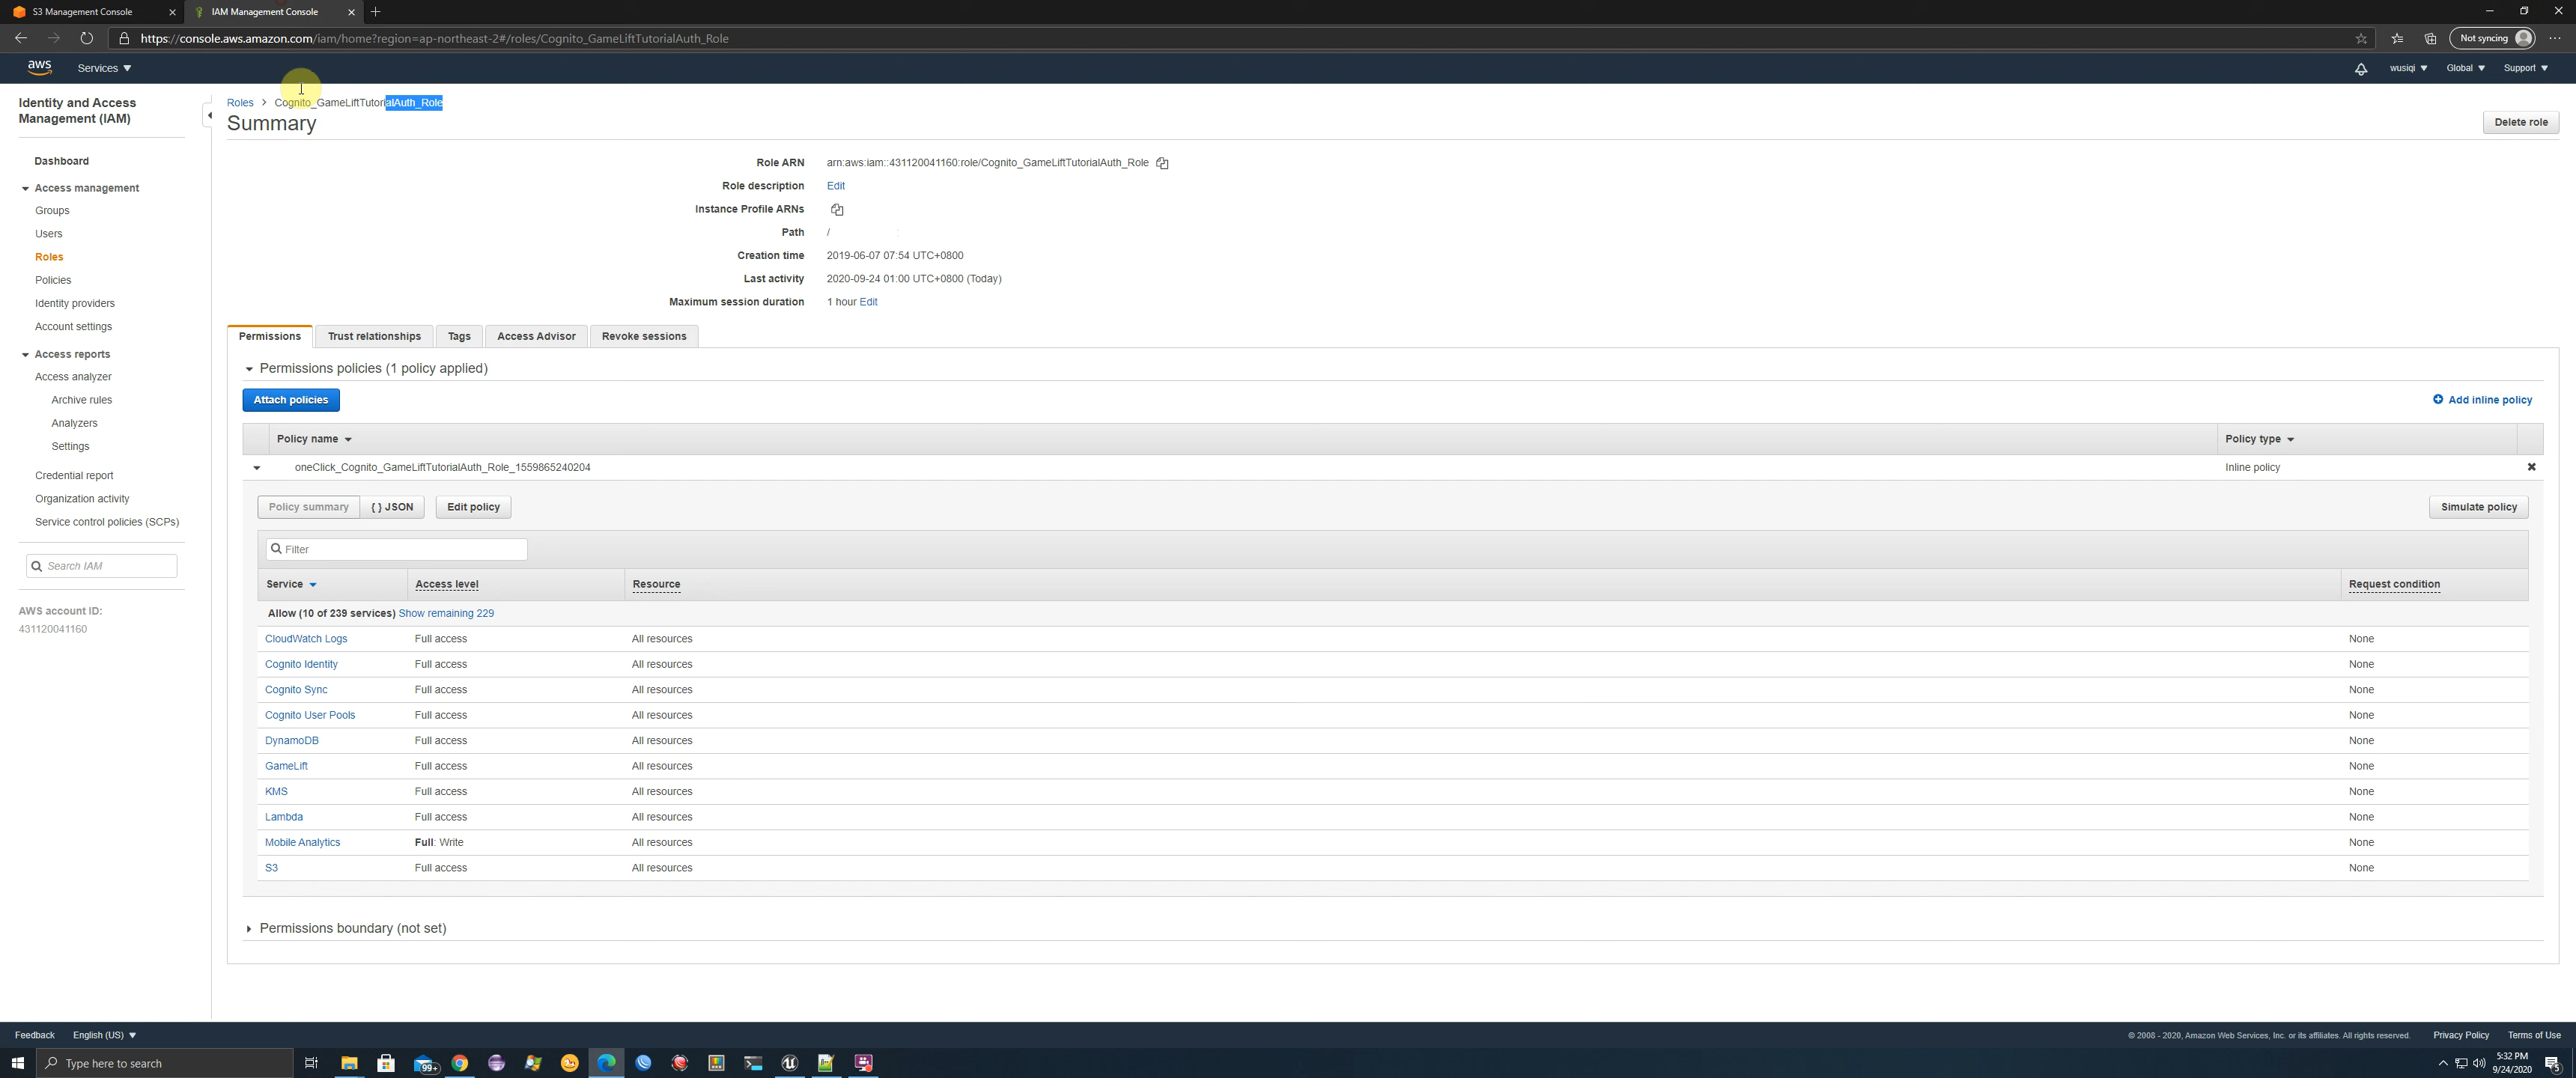 S3 Management Console
IAM Management Console
https://console.aws.amazon.com/iam/home?region=ap-northeast-2#/roles/Cognito_GameLiftTutorialAuth_Role
Not syncing
aws
Services
wusiqi
Global
Support
Identity and Access
Management (IAM)
Dashboard
Access management
Groups
Users
Roles
Policies
Identity providers
Account settings
Access reports
Access analyzer
Archive rules
Analyzers
Settings
Credential report
Organization activity
Service control policies (SCPs)
Search IAM
AWS account ID:
431120041160
Roles > Cognito_GameLiftTutorialAuth_Role
Summary
Delete role
Role ARN arn:aws:iam::431120041160:role/Cognito_GameLiftTutorialAuth_Role
Role description Edit
Instance Profile ARNs
Path /
Creation time 2019-06-07 07:54 UTC+0800
Last activity 2020-09-24 01:00 UTC+0800 (Today)
Maximum session duration 1 hour Edit
Permissions Trust relationships Tags Access Advisor Revoke sessions
Permissions policies (1 policy applied)
Attach policies
Add inline policy
Policy name Policy type
oneClick_Cognito_GameLiftTutorialAuth_Role_1559865240204 Inline policy
Policy summary { } JSON Edit policy Simulate policy
Filter
Service Access level Resource Request condition
Allow (10 of 239 services) Show remaining 229
CloudWatch Logs Full access All resources None
Cognito Identity Full access All resources None
Cognito Sync Full access All resources None
Cognito User Pools Full access All resources None
DynamoDB Full access All resources None
GameLift Full access All resources None
KMS Full access All resources None
Lambda Full access All resources None
Mobile Analytics Full: Write All resources None
S3 Full access All resources None
Permissions boundary (not set)
Feedback English (US)
© 2008 - 2020, Amazon Web Services, Inc. or its affiliates. All rights reserved. Privacy Policy Terms of Use
Type here to search
99+
5:32 PM
9/24/2020
5